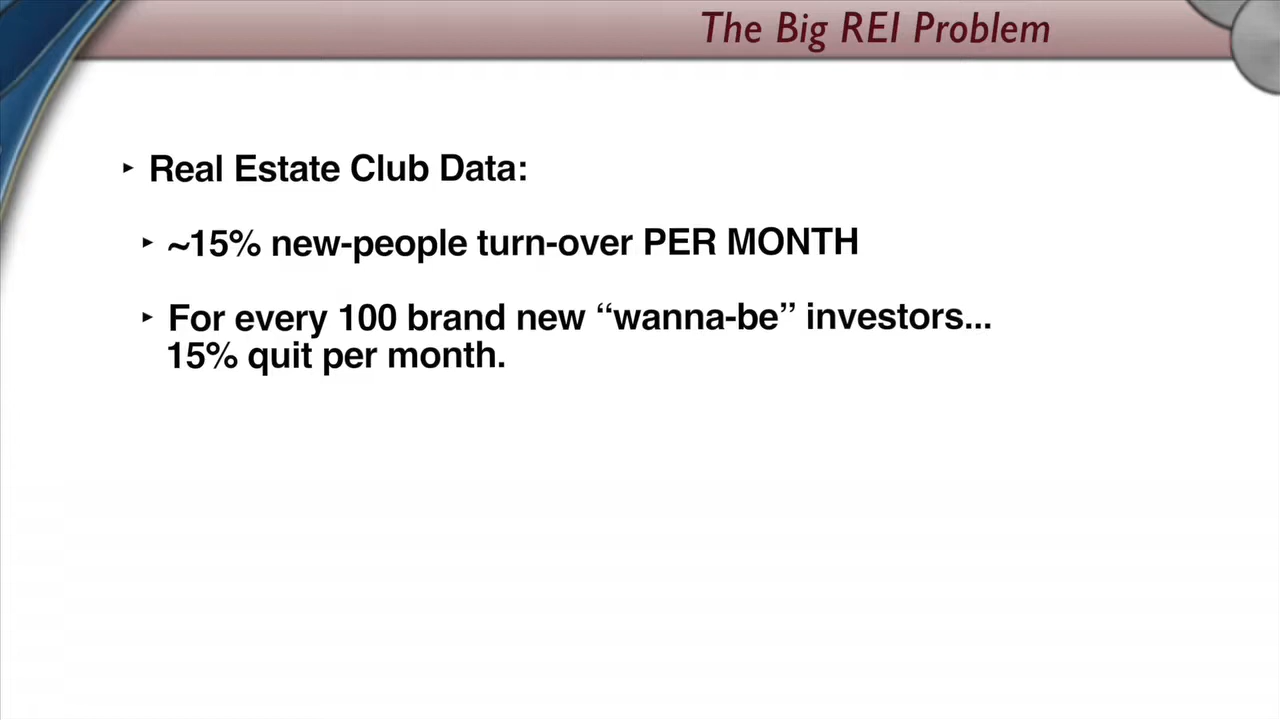 The Big REI Problem
‣ Real Estate Club Data:
‣ ~15% new-people turn-over PER MONTH
‣ For every 100 brand new “wanna-be” investors...
15% quit per month.